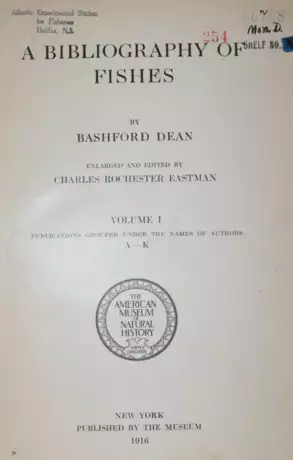 Atlantic Experimental Station
for Fisheries
Halifax, N.S.
Mon. D.
254
SHELF NO.
A BIBLIOGRAPHY OF
FISHES
BY
BASHFORD DEAN
ENLARGED AND EDITED BY
CHARLES ROCHESTER EASTMAN
VOLUME I
PUBLICATIONS GROUPED UNDER THE NAMES OF AUTHORS
A—K
THE
AMERICAN
MUSEUM
OF
NATURAL
HISTORY
NEW YORK
PUBLISHED BY THE MUSEUM
1916